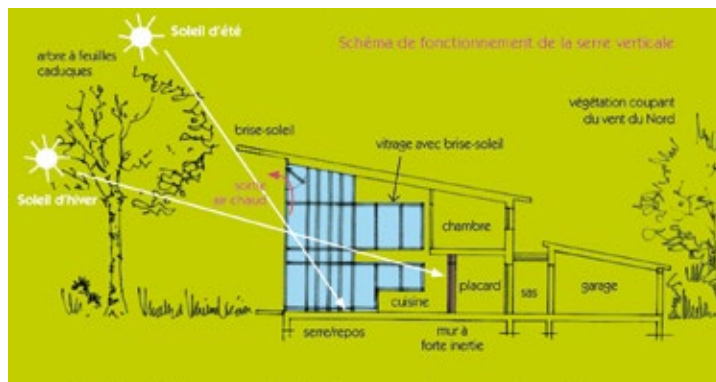 Soleil d'été
Schéma de fonctionnement de la serre verticale
arbre à feuilles
caduques
végétation coupant
du vent du Nord
brise-soleil
vitrage avec brise-soleil
Soleil d'hiver
sortie
air chaud
chambre
cuisine
placard
sas
garage
serre/repos
mur à
forte inertie